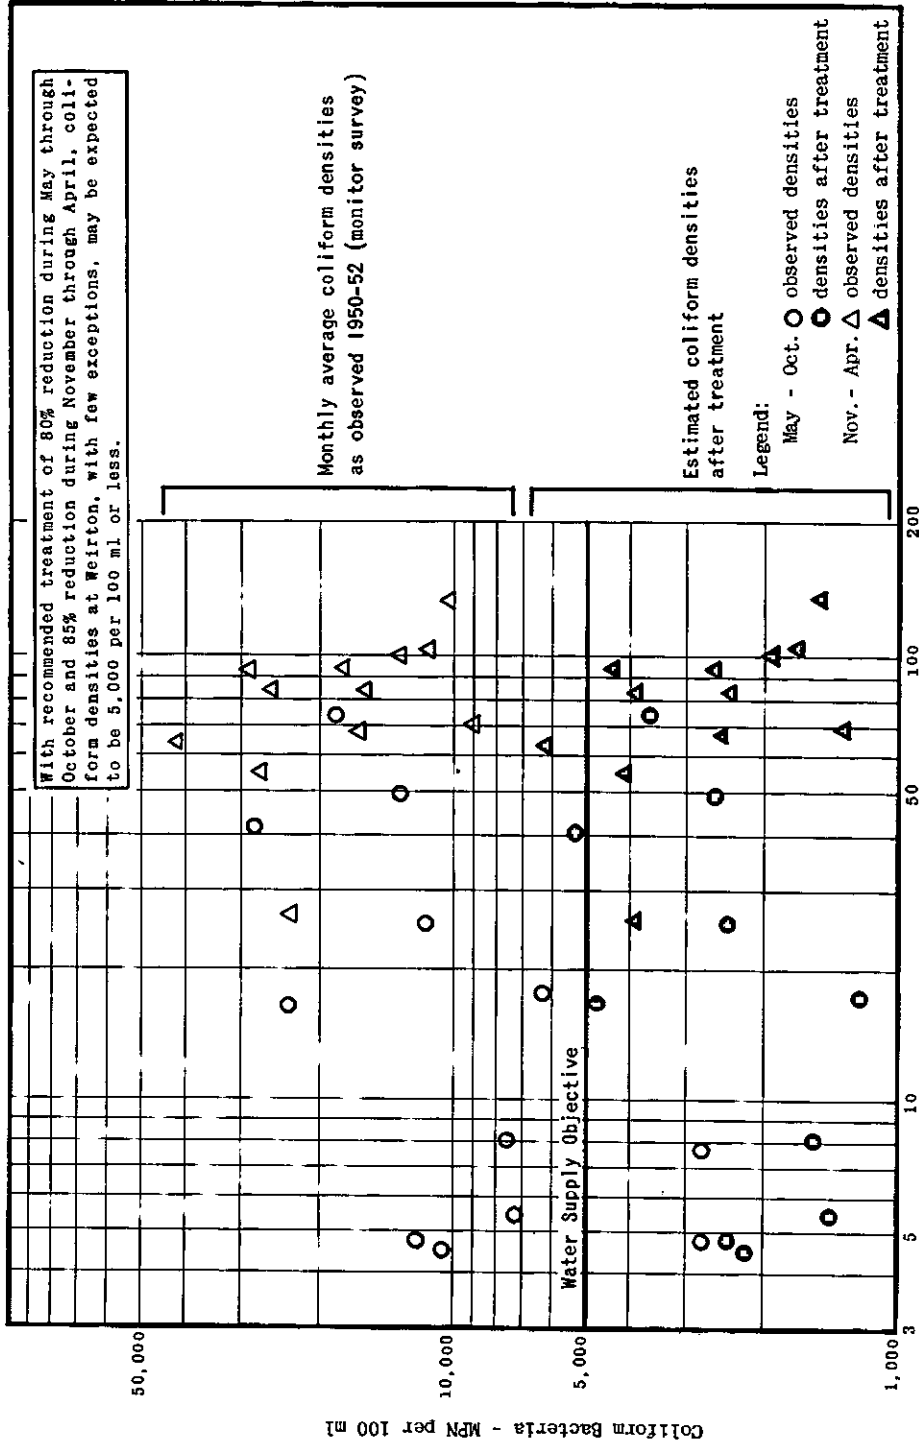 With recommended treatment of 80% reduction during May through
October and 85% reduction during November through April, coli-
form densities at Weirton, with few exceptions, may be expected
to be 5,000 per 100 ml or less.
Monthly average coliform densities
as observed 1950-52 (monitor survey)
Estimated coliform densities
after treatment
Legend:
May - Oct. observed densities
densities after treatment
Nov. - Apr. observed densities
densities after treatment
Water Supply Objective
Coliform Bacteria - MPN per 100 ml
50,000
10,000
5,000
1,000
3
5
10
50
100
200